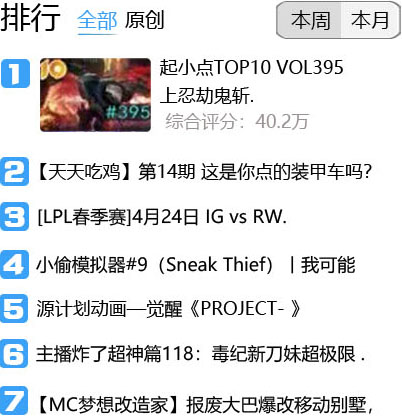 排行 全部 原创 本周 本月
1 起小点TOP10 VOL395
上忍劫鬼斩.
10
#395
综合评分：40.2万
2 【天天吃鸡】第14期 这是你点的装甲车吗?
3 [LPL春季赛]4月24日 IG vs RW.
4 小偷模拟器#9（Sneak Thief）丨我可能
5 源计划动画—觉醒《PROJECT- 》
6 主播炸了超神篇118：毒纪新刀妹超极限 .
7 【MC梦想改造家】报废大巴爆改移动别墅，